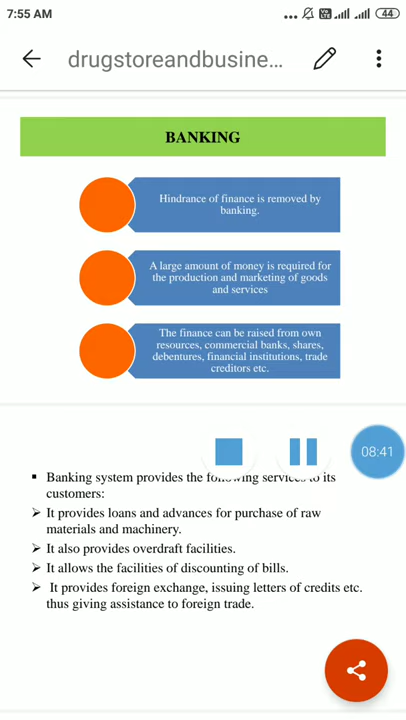 7:55 AM
44
drugstoreandbusine...
BANKING
Hindrance of finance is removed by
banking.
A large amount of money is required for
the production and marketing of goods
and services
The finance can be raised from own
resources, commercial banks, shares,
debentures, financial institutions, trade
creditors etc.
08:41
Banking system provides the following services to its
customers:
It provides loans and advances for purchase of raw
materials and machinery.
It also provides overdraft facilities.
It allows the facilities of discounting of bills.
It provides foreign exchange, issuing letters of credits etc.
thus giving assistance to foreign trade.